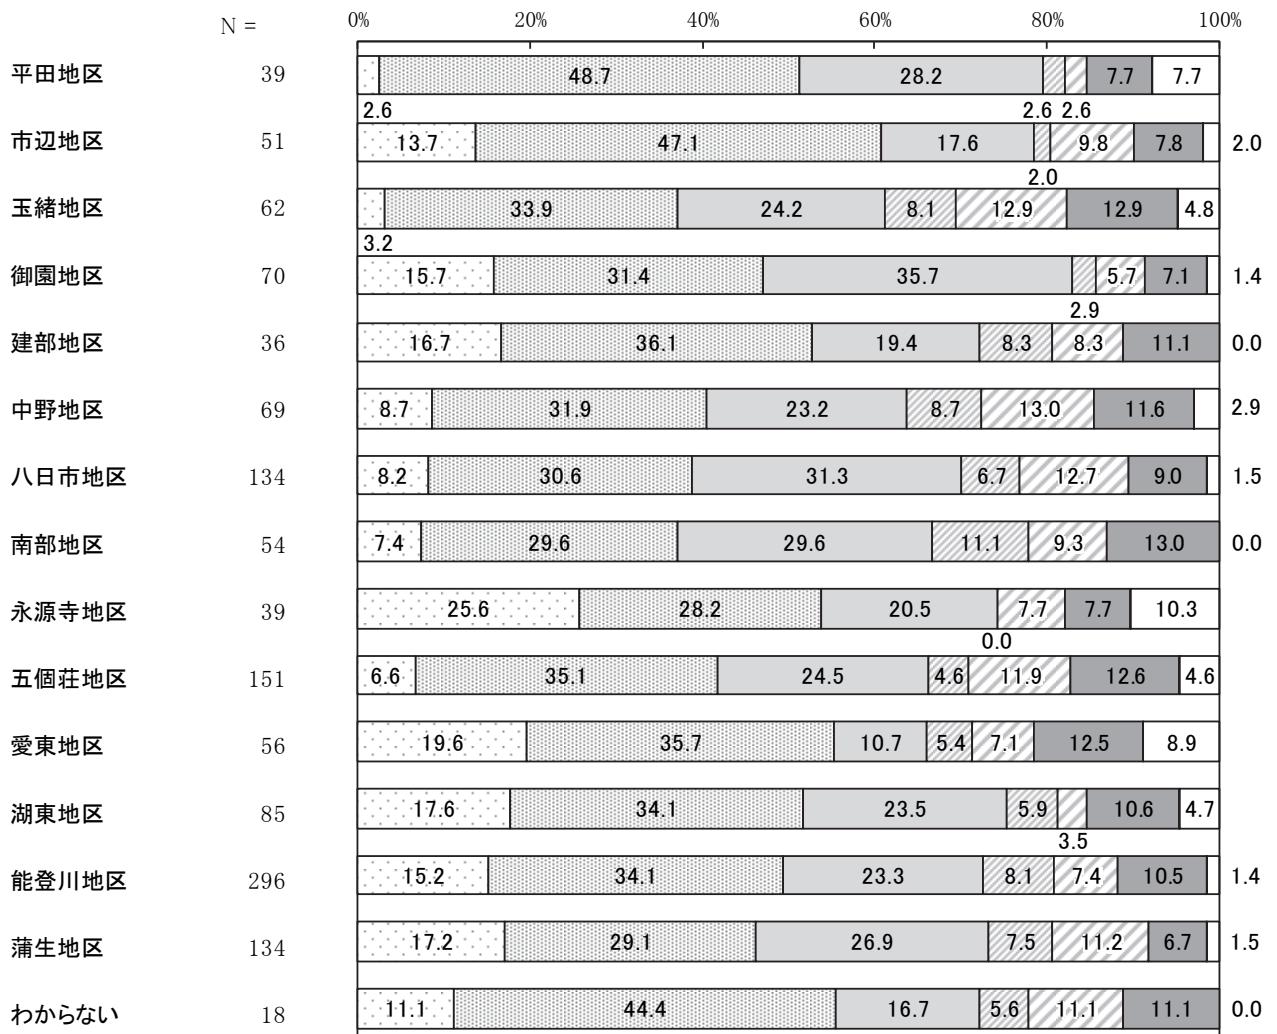 N =
0% 20% 40% 60% 80% 100%
平田地区 39 48.7 28.2 7.7 7.7
2.6 2.6 2.6
市辺地区 51 13.7 47.1 17.6 9.8 7.8 2.0
2.0
玉緒地区 62 33.9 24.2 8.1 12.9 12.9 4.8
3.2
御園地区 70 15.7 31.4 35.7 5.7 7.1 1.4
2.9
建部地区 36 16.7 36.1 19.4 8.3 8.3 11.1 0.0
中野地区 69 8.7 31.9 23.2 8.7 13.0 11.6 2.9
八日市地区 134 8.2 30.6 31.3 6.7 12.7 9.0 1.5
南部地区 54 7.4 29.6 29.6 11.1 9.3 13.0 0.0
永源寺地区 39 25.6 28.2 20.5 7.7 7.7 10.3
0.0
五個荘地区 151 6.6 35.1 24.5 4.6 11.9 12.6 4.6
愛東地区 56 19.6 35.7 10.7 5.4 7.1 12.5 8.9
湖東地区 85 17.6 34.1 23.5 5.9 10.6 4.7
3.5
能登川地区 296 15.2 34.1 23.3 8.1 7.4 10.5 1.4
蒲生地区 134 17.2 29.1 26.9 7.5 11.2 6.7 1.5
わからない 18 11.1 44.4 16.7 5.6 11.1 11.1 0.0